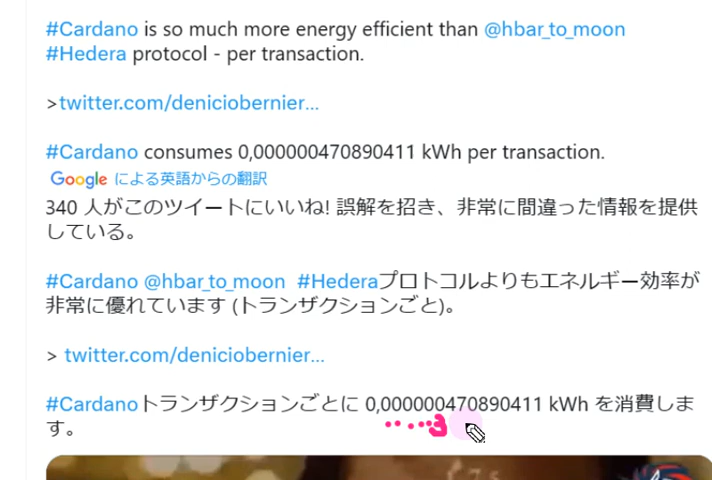 #Cardano is so much more energy efficient than @hbar_to_moon
#Hedera protocol - per transaction.
>twitter.com/deniciobernier…
#Cardano consumes 0,000000470890411 kWh per transaction.
Google による英語からの翻訳
340 人がこのツイートにいいね! 誤解を招き、非常に間違った情報を提供
している。
#Cardano @hbar_to_moon #Hederaプロトコルよりもエネルギー効率が
非常に優れています (トランザクションごと)。
> twitter.com/deniciobernier…
#Cardanoトランザクションごとに 0,000000470890411 kWh を消費しま
す。